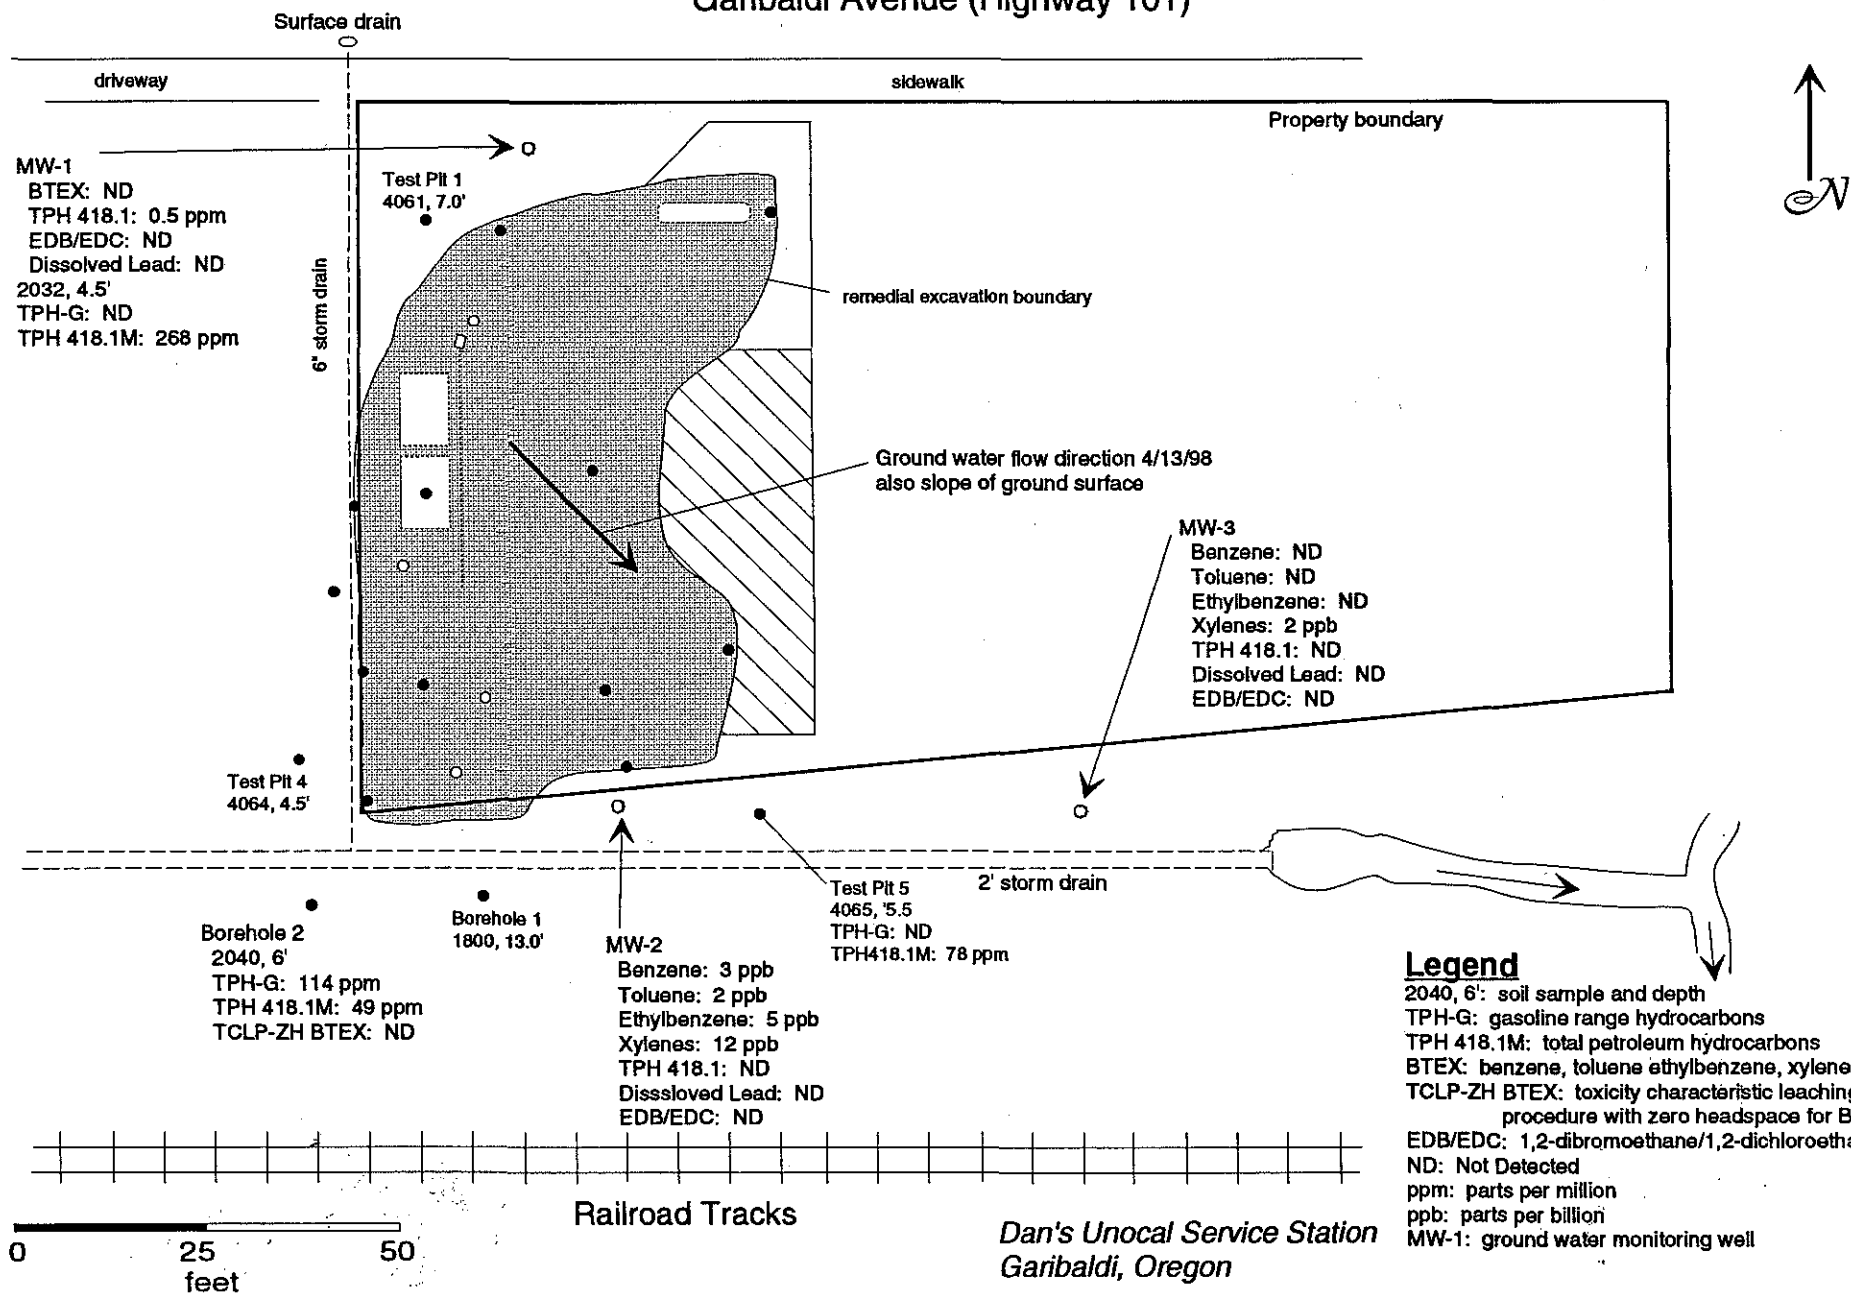 Garibaldi Avenue (Highway 101)
Surface drain
driveway
sidewalk
Property boundary
N
MW-1
BTEX: ND
TPH 418.1: 0.5 ppm
EDB/EDC: ND
Dissolved Lead: ND
2032, 4.5'
TPH-G: ND
TPH 418.1M: 268 ppm
Test Pit 1
4061, 7.0'
6" storm drain
remedial excavation boundary
Ground water flow direction 4/13/98
also slope of ground surface
MW-3
Benzene: ND
Toluene: ND
Ethylbenzene: ND
Xylenes: 2 ppb
TPH 418.1: ND
Dissolved Lead: ND
EDB/EDC: ND
Test Pit 4
4064, 4.5'
2' storm drain
Test Pit 5
4065, '5.5
TPH-G: ND
TPH418.1M: 78 ppm
Borehole 1
1800, 13.0'
Borehole 2
2040, 6'
TPH-G: 114 ppm
TPH 418.1M: 49 ppm
TCLP-ZH BTEX: ND
MW-2
Benzene: 3 ppb
Toluene: 2 ppb
Ethylbenzene: 5 ppb
Xylenes: 12 ppb
TPH 418.1: ND
Disssloved Lead: ND
EDB/EDC: ND
Legend
2040, 6': soil sample and depth
TPH-G: gasoline range hydrocarbons
TPH 418.1M: total petroleum hydrocarbons
BTEX: benzene, toluene ethylbenzene, xylene
TCLP-ZH BTEX: toxicity characteristic leaching
procedure with zero headspace for B
EDB/EDC: 1,2-dibromoethane/1,2-dichloroetha
ND: Not Detected
ppm: parts per million
ppb: parts per billion
MW-1: ground water monitoring well
Railroad Tracks
0 25 50
feet
Dan's Unocal Service Station
Garibaldi, Oregon